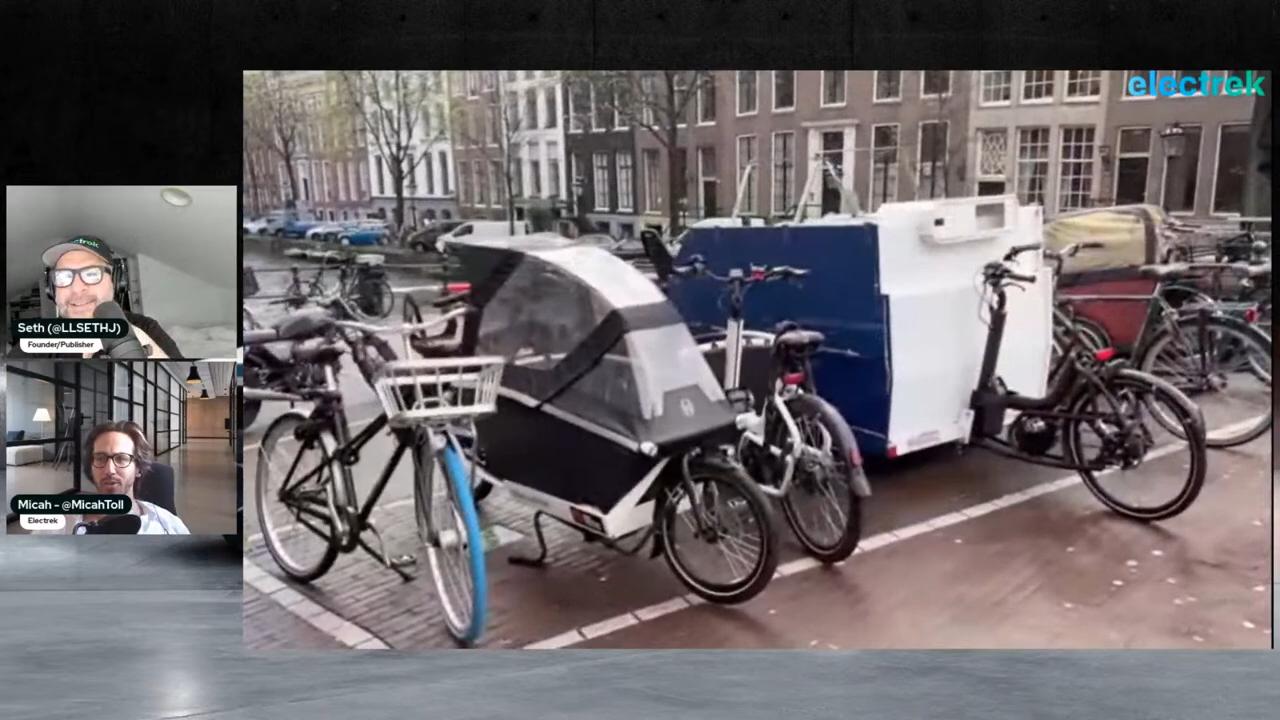 electrek
Seth (@LLSETHJ)
Founder/Publisher
Micah - @MicahToll
Electrek